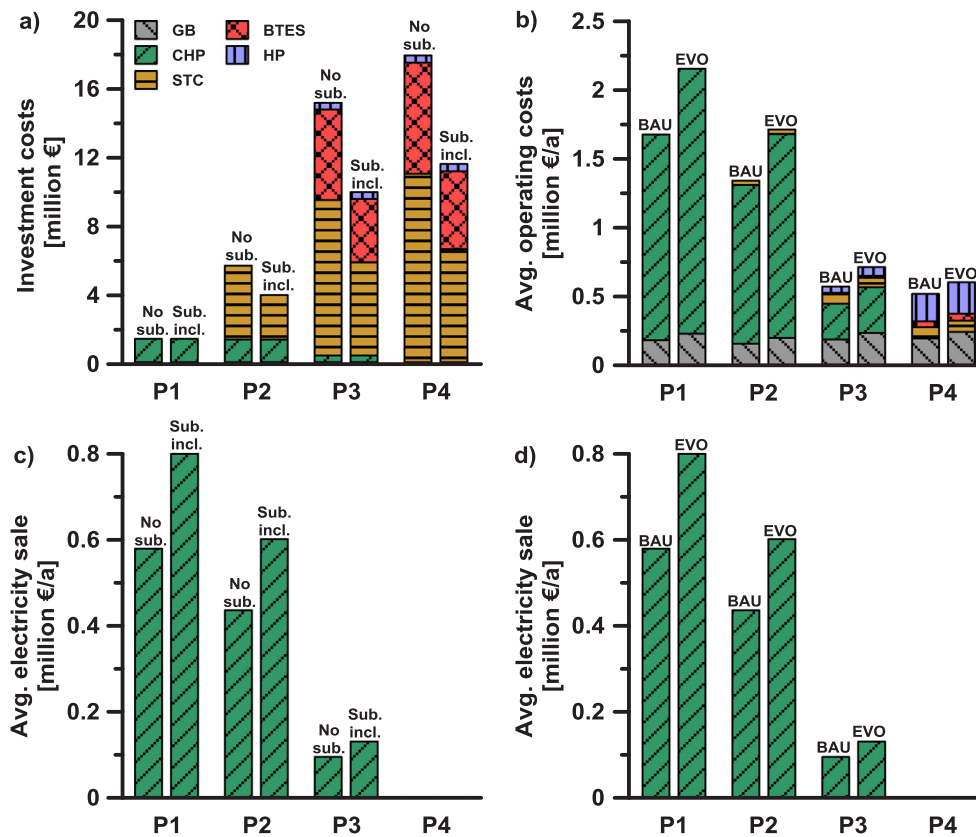 a)
GB
CHP
STC
BTES
HP
Investment costs
[million €]
20
16
12
8
4
0
No
sub.
Sub.
incl.
No
sub.
Sub.
incl.
No
sub.
Sub.
incl.
No
sub.
Sub.
incl.
P1
P2
P3
P4
b)
Avg. operating costs
[million €/a]
2.5
2
1.5
1
0.5
0
BAU
EVO
BAU
EVO
BAU
EVO
BAU
EVO
P1
P2
P3
P4
c)
Avg. electricity sale
[million €/a]
0.8
0.6
0.4
0.2
0
No
sub.
Sub.
incl.
No
sub.
Sub.
incl.
No
sub.
Sub.
incl.
P1
P2
P3
P4
d)
Avg. electricity sale
[million €/a]
0.8
0.6
0.4
0.2
0
BAU
EVO
BAU
EVO
BAU
EVO
P1
P2
P3
P4